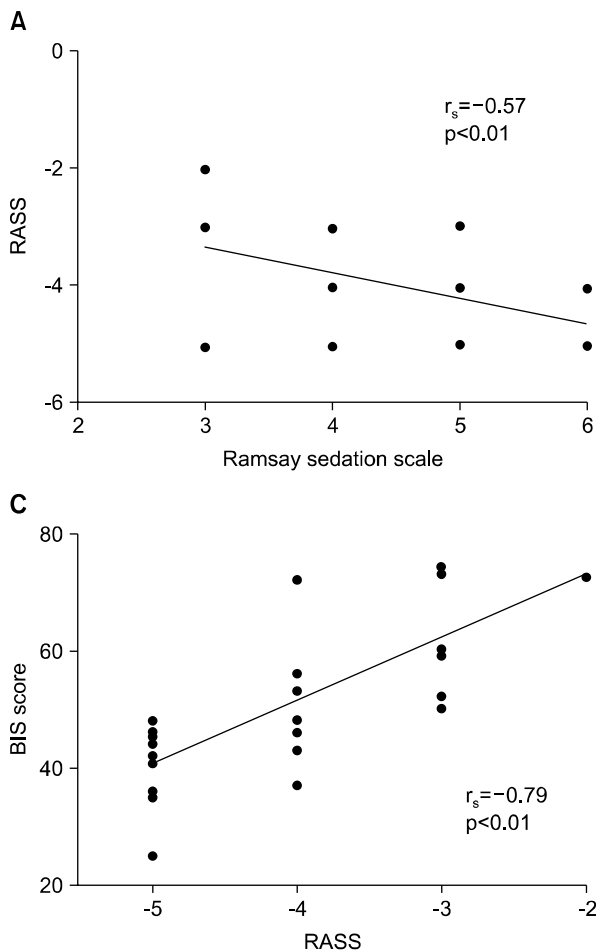 A
0
-2
-4
-6
RASS
rₛ=−0.57
p<0.01
2 3 4 5 6
Ramsay sedation scale
C
80
60
40
20
BIS score
rₛ=−0.79
p<0.01
-5 -4 -3 -2
RASS